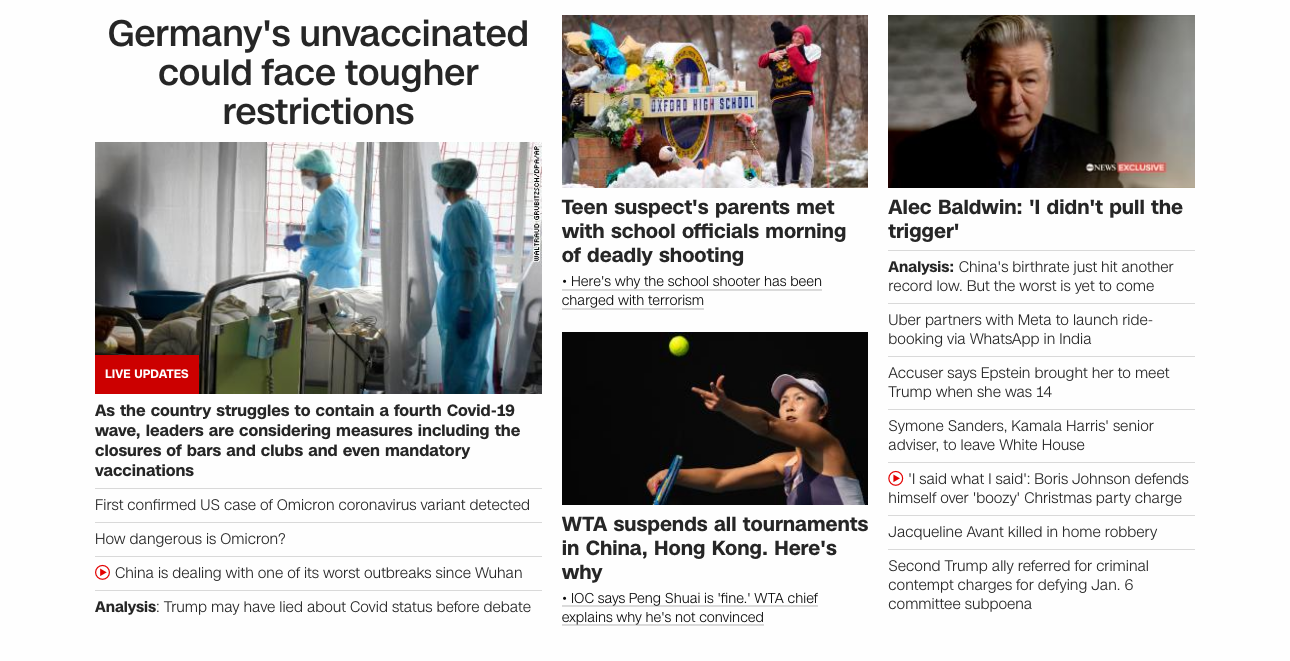 Germany's unvaccinated
could face tougher
restrictions
WALTRAUD GRUBITZSCH/DPA/AP
LIVE UPDATES
As the country struggles to contain a fourth Covid-19
wave, leaders are considering measures including the
closures of bars and clubs and even mandatory
vaccinations
First confirmed US case of Omicron coronavirus variant detected
How dangerous is Omicron?
China is dealing with one of its worst outbreaks since Wuhan
Analysis: Trump may have lied about Covid status before debate
OXFORD HIGH SCHOOL
Teen suspect's parents met
with school officials morning
of deadly shooting
• Here's why the school shooter has been
charged with terrorism
WTA suspends all tournaments
in China, Hong Kong. Here's
why
• IOC says Peng Shuai is 'fine.' WTA chief
explains why he's not convinced
abc NEWS EXCLUSIVE
Alec Baldwin: 'I didn't pull the
trigger'
Analysis: China's birthrate just hit another
record low. But the worst is yet to come
Uber partners with Meta to launch ride-
booking via WhatsApp in India
Accuser says Epstein brought her to meet
Trump when she was 14
Symone Sanders, Kamala Harris' senior
adviser, to leave White House
'I said what I said': Boris Johnson defends
himself over 'boozy' Christmas party charge
Jacqueline Avant killed in home robbery
Second Trump ally referred for criminal
contempt charges for defying Jan. 6
committee subpoena